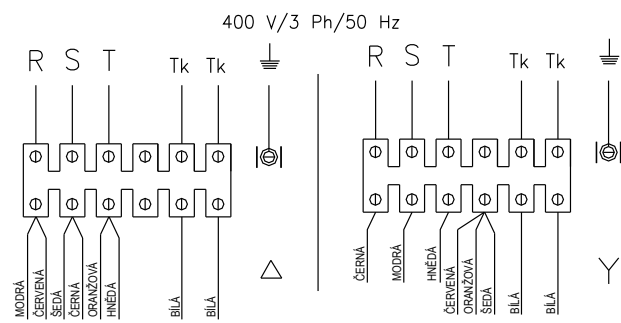 400 V/3 Ph/50 Hz
R S T Tk Tk
MODRÁ
ČERVENÁ
ŠEDÁ
ČERNÁ
ORANŽOVÁ
HNĚDÁ
BÍLÁ
BÍLÁ
R S T Tk Tk
ČERNÁ
MODRÁ
HNĚDÁ
ČERVENÁ
ORANŽOVÁ
ŠEDÁ
BÍLÁ
BÍLÁ